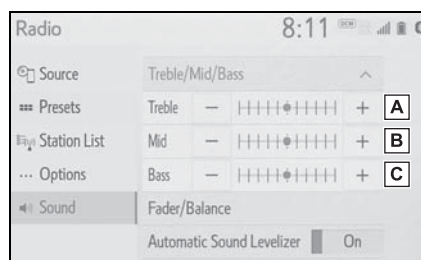 Radio 8:11 DCM
Source
Presets
Station List
Options
Sound
Treble/Mid/Bass
Treble - + A
Mid - + B
Bass - + C
Fader/Balance
Automatic Sound Levelizer On